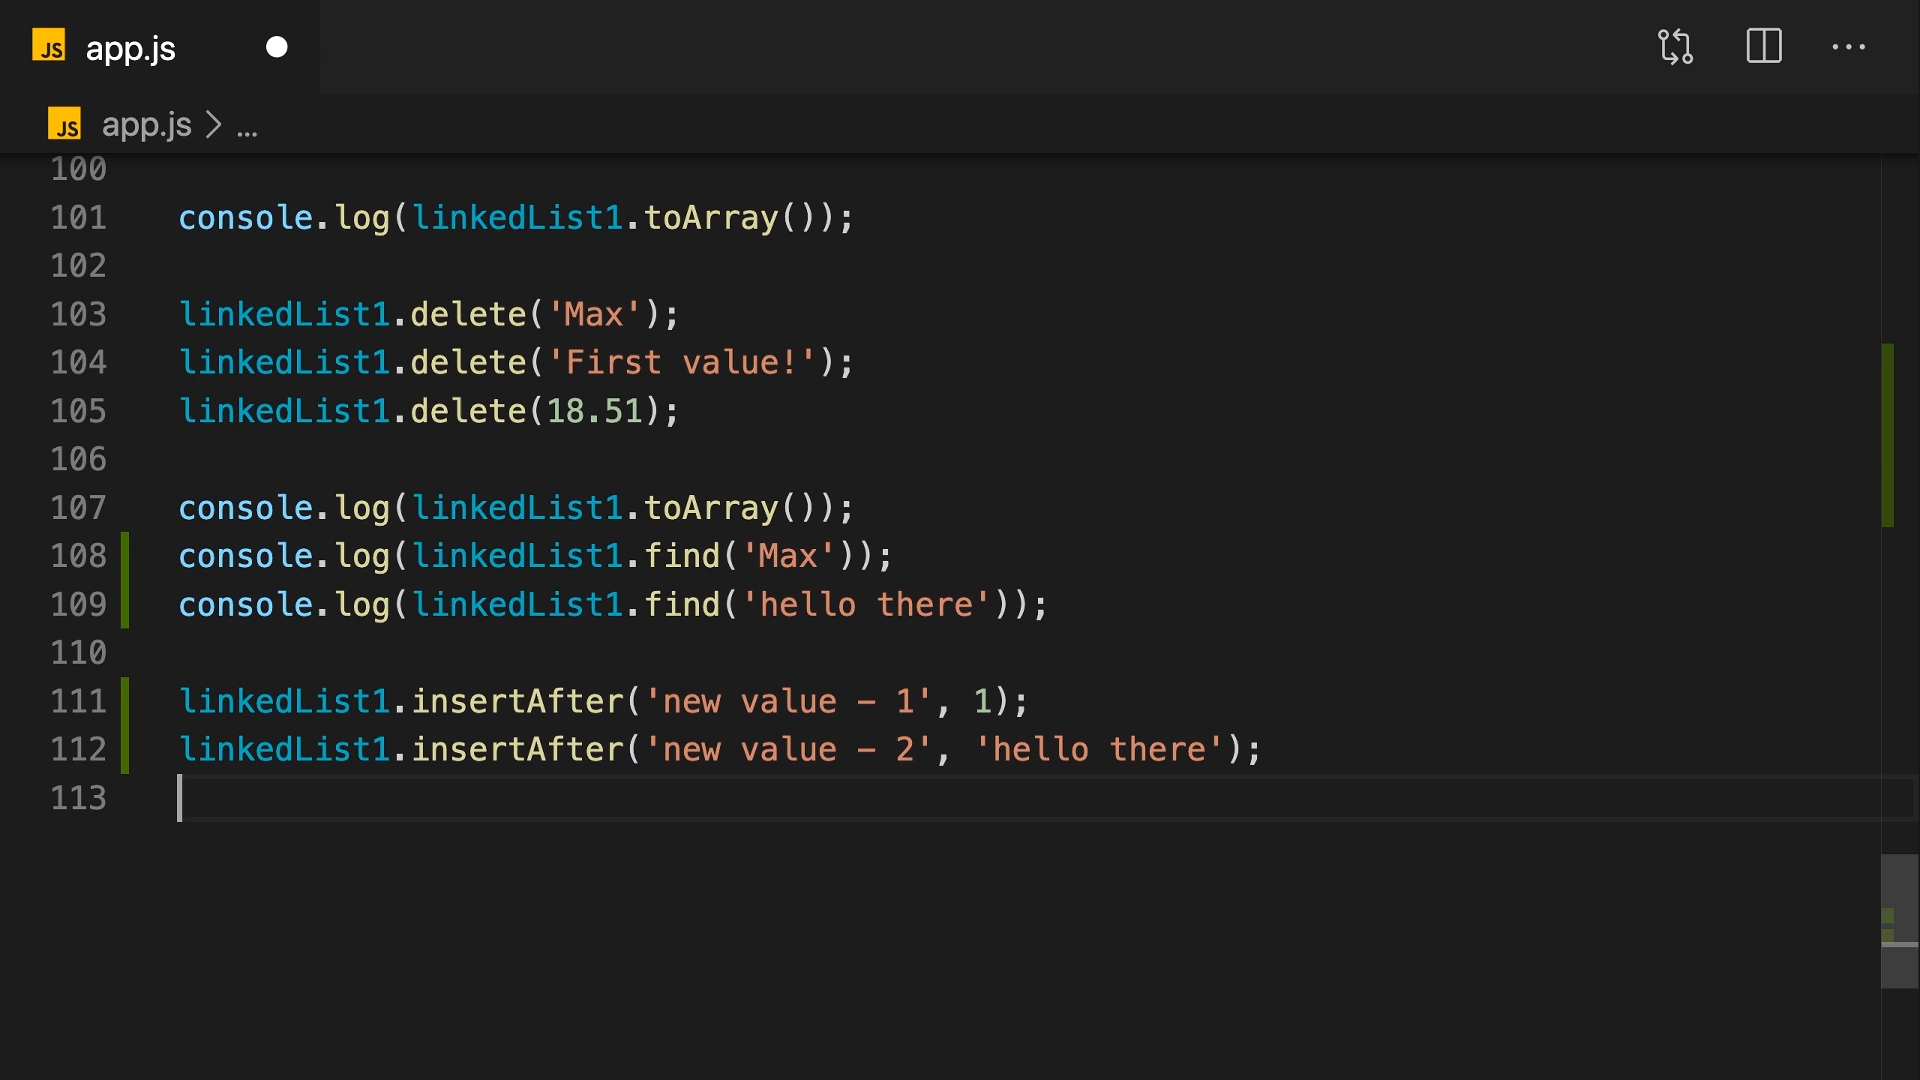 JS app.js
JS app.js > ...
100
101 console.log(linkedList1.toArray());
102
103 linkedList1.delete('Max');
104 linkedList1.delete('First value!');
105 linkedList1.delete(18.51);
106
107 console.log(linkedList1.toArray());
108 console.log(linkedList1.find('Max'));
109 console.log(linkedList1.find('hello there'));
110
111 linkedList1.insertAfter('new value - 1', 1);
112 linkedList1.insertAfter('new value - 2', 'hello there');
113